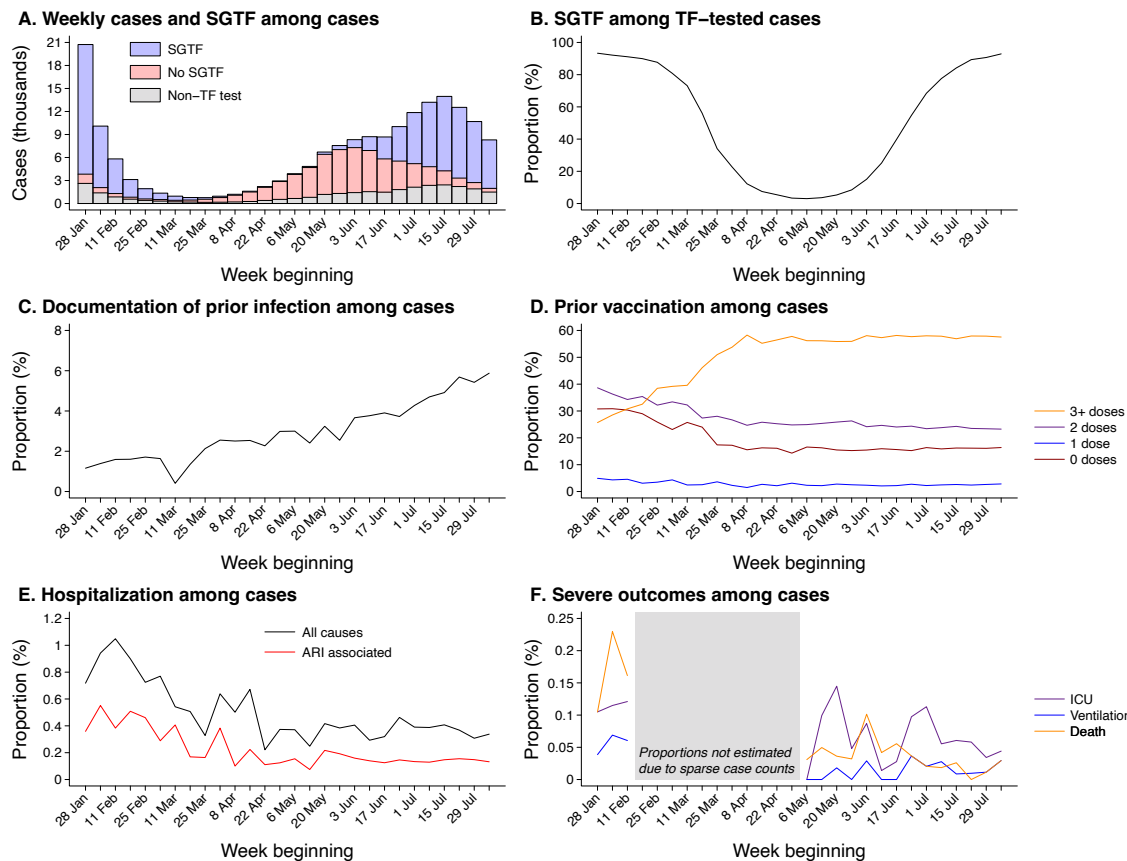 A. Weekly cases and SGTF among cases
Cases (thousands)
21
18
15
12
9
6
3
0
SGTF
No SGTF
Non−TF test
28 Jan
11 Feb
25 Feb
11 Mar
25 Mar
8 Apr
22 Apr
6 May
20 May
3 Jun
17 Jun
1 Jul
15 Jul
29 Jul
Week beginning
B. SGTF among TF−tested cases
Proportion (%)
100
80
60
40
20
0
28 Jan
11 Feb
25 Feb
11 Mar
25 Mar
8 Apr
22 Apr
6 May
20 May
3 Jun
17 Jun
1 Jul
15 Jul
29 Jul
Week beginning
C. Documentation of prior infection among cases
Proportion (%)
8
6
4
2
0
28 Jan
11 Feb
25 Feb
11 Mar
25 Mar
8 Apr
22 Apr
6 May
20 May
3 Jun
17 Jun
1 Jul
15 Jul
29 Jul
Week beginning
D. Prior vaccination among cases
Proportion (%)
60
50
40
30
20
10
0
28 Jan
11 Feb
25 Feb
11 Mar
25 Mar
8 Apr
22 Apr
6 May
20 May
3 Jun
17 Jun
1 Jul
15 Jul
29 Jul
Week beginning
3+ doses
2 doses
1 dose
0 doses
E. Hospitalization among cases
Proportion (%)
1.2
1
0.8
0.6
0.4
0.2
0
All causes
ARI associated
28 Jan
11 Feb
25 Feb
11 Mar
25 Mar
8 Apr
22 Apr
6 May
20 May
3 Jun
17 Jun
1 Jul
15 Jul
29 Jul
Week beginning
F. Severe outcomes among cases
Proportion (%)
0.25
0.2
0.15
0.1
0.05
0
Proportions not estimated
due to sparse case counts
28 Jan
11 Feb
25 Feb
11 Mar
25 Mar
8 Apr
22 Apr
6 May
20 May
3 Jun
17 Jun
1 Jul
15 Jul
29 Jul
Week beginning
ICU
Ventilation
Death